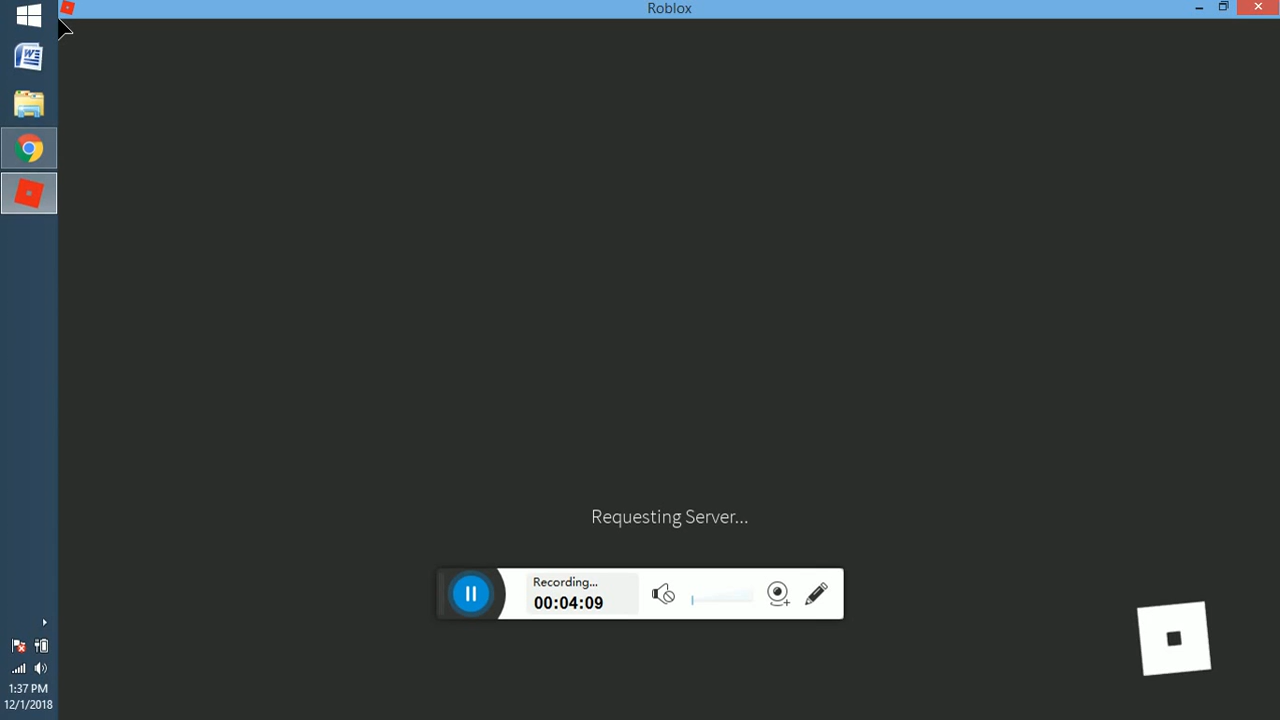 Roblox
Requesting Server...
Recording...
00:04:09
1:37 PM
12/1/2018